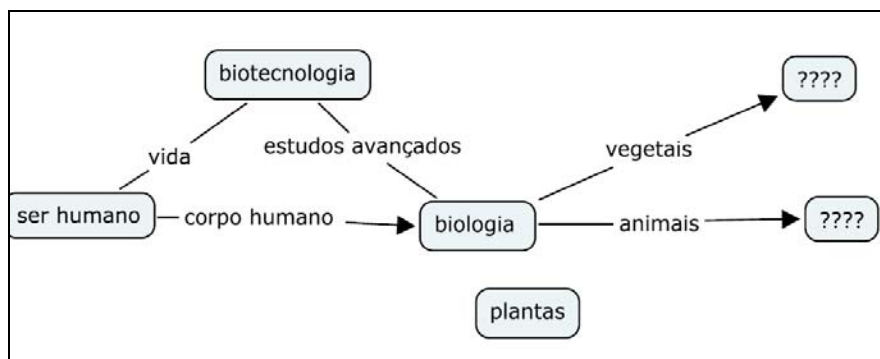 biotecnologia
????
vida
estudos avançados
vegetais
ser humano
corpo humano
biologia
animais
????
plantas